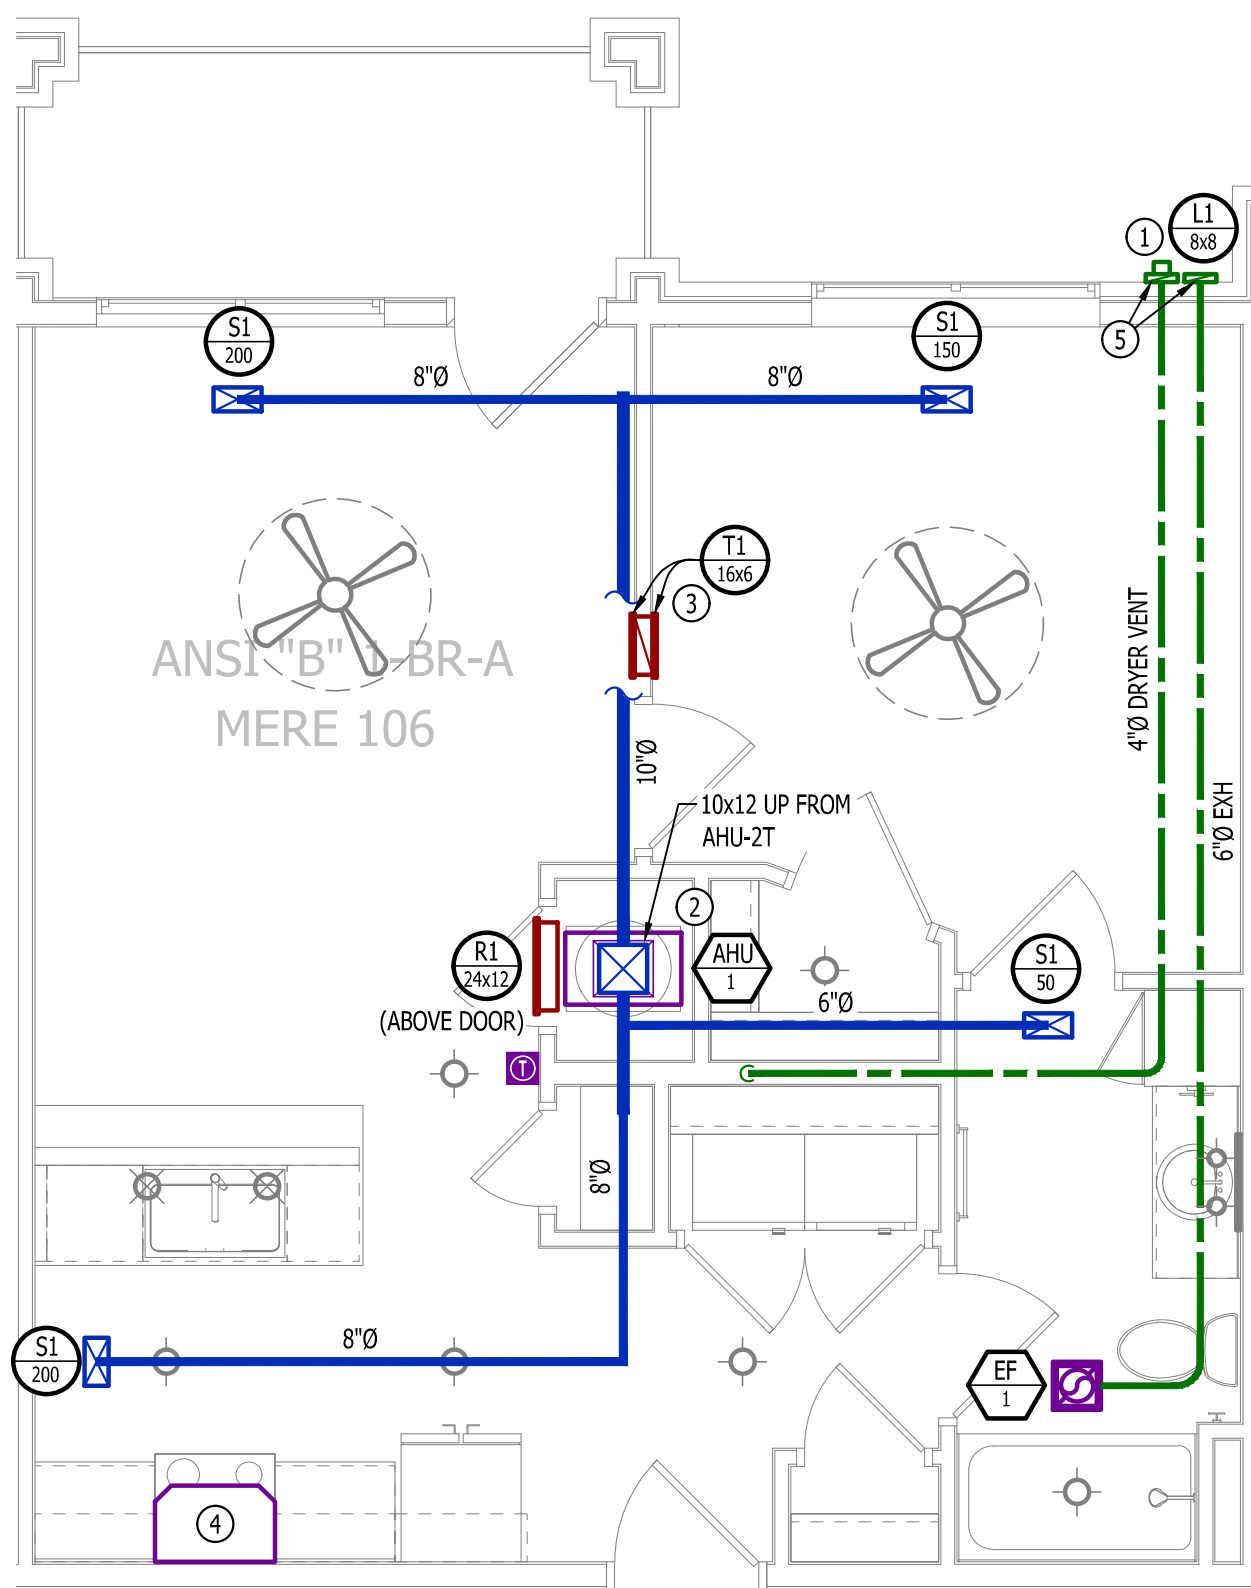 L1
8x8
1
S1
200
S1
150
5
8"Ø
8"Ø
T1
16x6
3
ANSI "B" 1-BR-A
MERE 106
4"Ø DRYER VENT
10"Ø
10x12 UP FROM
AHU-2T
6"Ø EXH
2
R1
24x12
AHU
1
S1
50
(ABOVE DOOR)
6"Ø
T
8"Ø
S1
200
8"Ø
EF
1
4